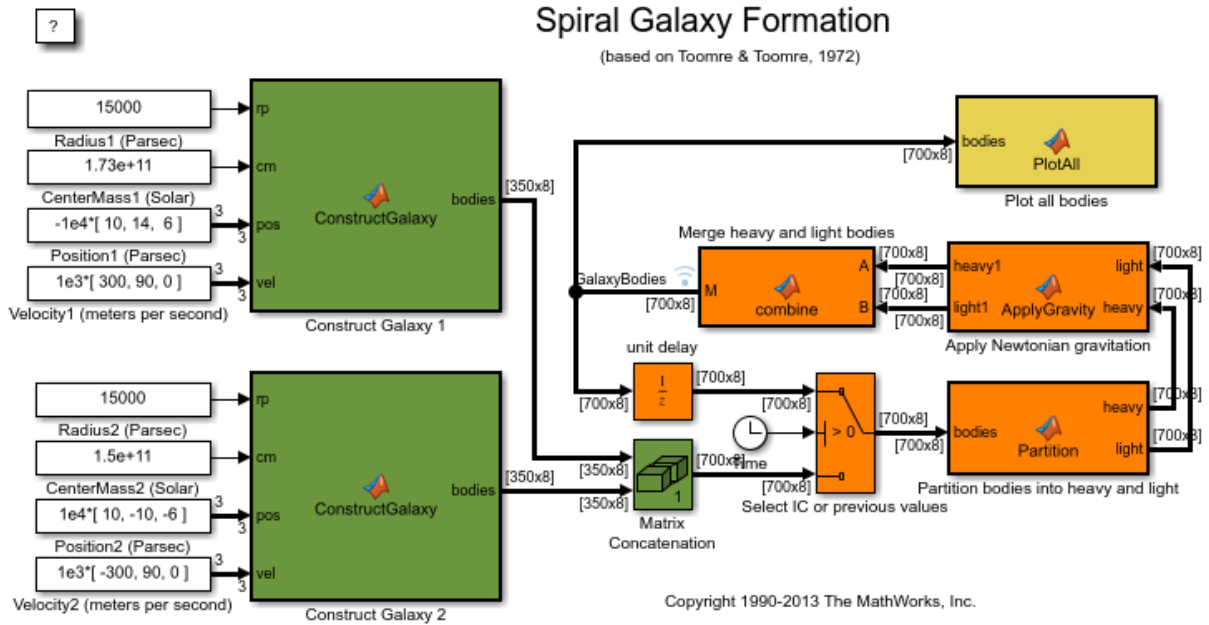 ?
Spiral Galaxy Formation
(based on Toomre & Toomre, 1972)
15000
Radius1 (Parsec)
1.73e+11
CenterMass1 (Solar)
-1e4*[ 10, 14, 6 ]
3
3
Position1 (Parsec)
1e3*[ 300, 90, 0 ]
3
3
Velocity1 (meters per second)
rp
cm
pos
vel
ConstructGalaxy
bodies
[350x8]
Construct Galaxy 1
15000
Radius2 (Parsec)
1.5e+11
CenterMass2 (Solar)
1e4*[ 10, -10, -6 ]
3
3
Position2 (Parsec)
1e3*[ -300, 90, 0 ]
3
3
Velocity2 (meters per second)
rp
cm
pos
vel
ConstructGalaxy
bodies
[350x8]
Construct Galaxy 2
[700x8]
bodies
PlotAll
Plot all bodies
Merge heavy and light bodies
GalaxyBodies
[700x8]
M
combine
A
B
[700x8]
[700x8]
[700x8]
[700x8]
heavy1
light1
ApplyGravity
light
heavy
[700x8]
[700x8]
Apply Newtonian gravitation
unit delay
1
z
[700x8]
[700x8]
[700x8]
Time
> 0
[350x8]
[350x8]
1
[700x8]
[700x8]
Matrix
Concatenation
Select IC or previous values
[700x8]
[700x8]
bodies
Partition
heavy
light
[700x8]
[700x8]
Partition bodies into heavy and light
Copyright 1990-2013 The MathWorks, Inc.